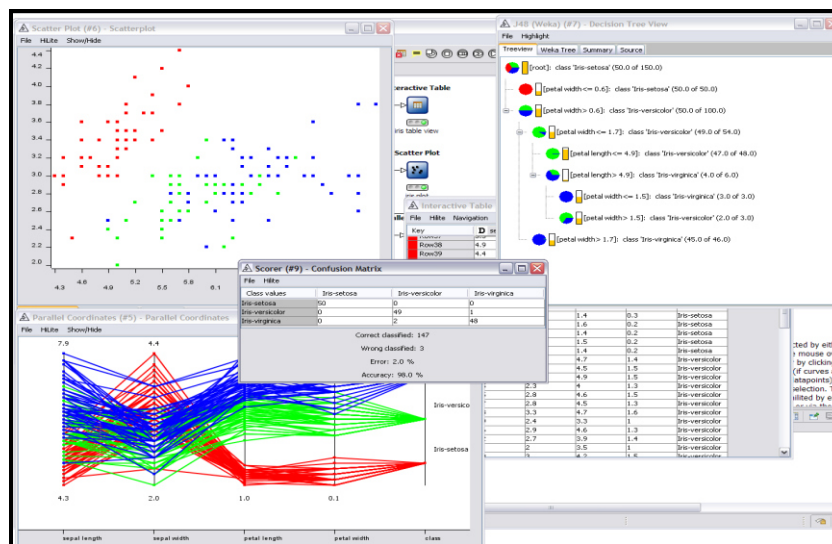 Scatter Plot (#6) - Scatterplot
File HiLite Show/Hide
4.4
4.2
4.0
3.8
3.6
3.4
3.2
3.0
2.8
2.6
2.4
2.2
2.0
4.6 4.9 5.2 5.5 5.8
4.3 6.1
nteractive Table
iris table view
Scatter Plot
Interactive Table
File Hilite Navigation
Key D
Row38 4.9
Row39 4.4
J48 (Weka) (#7) - Decision Tree View
File Highlight
Treeview Weka Tree Summary Source
[root]: class 'Iris-setosa' (50.0 of 150.0)
[petal width<= 0.6]: class 'Iris-setosa' (50.0 of 50.0)
[petal width> 0.6]: class 'Iris-versicolor' (50.0 of 100.0)
[petal width<= 1.7]: class 'Iris-versicolor' (49.0 of 54.0)
[petal length<= 4.9]: class 'Iris-versicolor' (47.0 of 48.0)
[petal length> 4.9]: class 'Iris-virginica' (4.0 of 6.0)
[petal width<= 1.5]: class 'Iris-virginica' (3.0 of 3.0)
[petal width> 1.5]: class 'Iris-versicolor' (2.0 of 3.0)
[petal width> 1.7]: class 'Iris-virginica' (45.0 of 46.0)
Scorer (#9) - Confusion Matrix
File Hilite
Class values Iris-setosa Iris-versicolor Iris-virginica
Iris-setosa 50 0 0
Iris-versicolor 0 49 1
Iris-virginica 0 2 48
Correct classified: 147
Wrong classified: 3
Error: 2.0 %
Accuracy: 98.0 %
Parallel Coordinates (#5) - Parallel Coordinates
File HiLite Show/Hide
7.9 4.4
Iris-versico
Iris-setosa
4.3 2.0 1.0 0.1
sepal length sepal width petal length petal width class
1.4 0.3 Iris-setosa
1.6 0.2 Iris-setosa
1.4 0.2 Iris-setosa
1.5 0.2 Iris-setosa
1.4 0.2 Iris-setosa
4.7 1.4 Iris-versicolor
4.5 1.5 Iris-versicolor
4.9 1.5 Iris-versicolor
2.3 4 1.3 Iris-versicolor
2.8 4.6 1.5 Iris-versicolor
2.8 4.5 1.3 Iris-versicolor
3.3 4.7 1.6 Iris-versicolor
2.4 3.3 1 Iris-versicolor
2.9 4.6 1.3 Iris-versicolor
2.7 3.9 1.4 Iris-versicolor
2 3.5 1 Iris-versicolor
3 4.2 1.5 Iris-versicolor
cted by eith
mouse ov
by clicking
(if curves a
atapoints)
selection. T